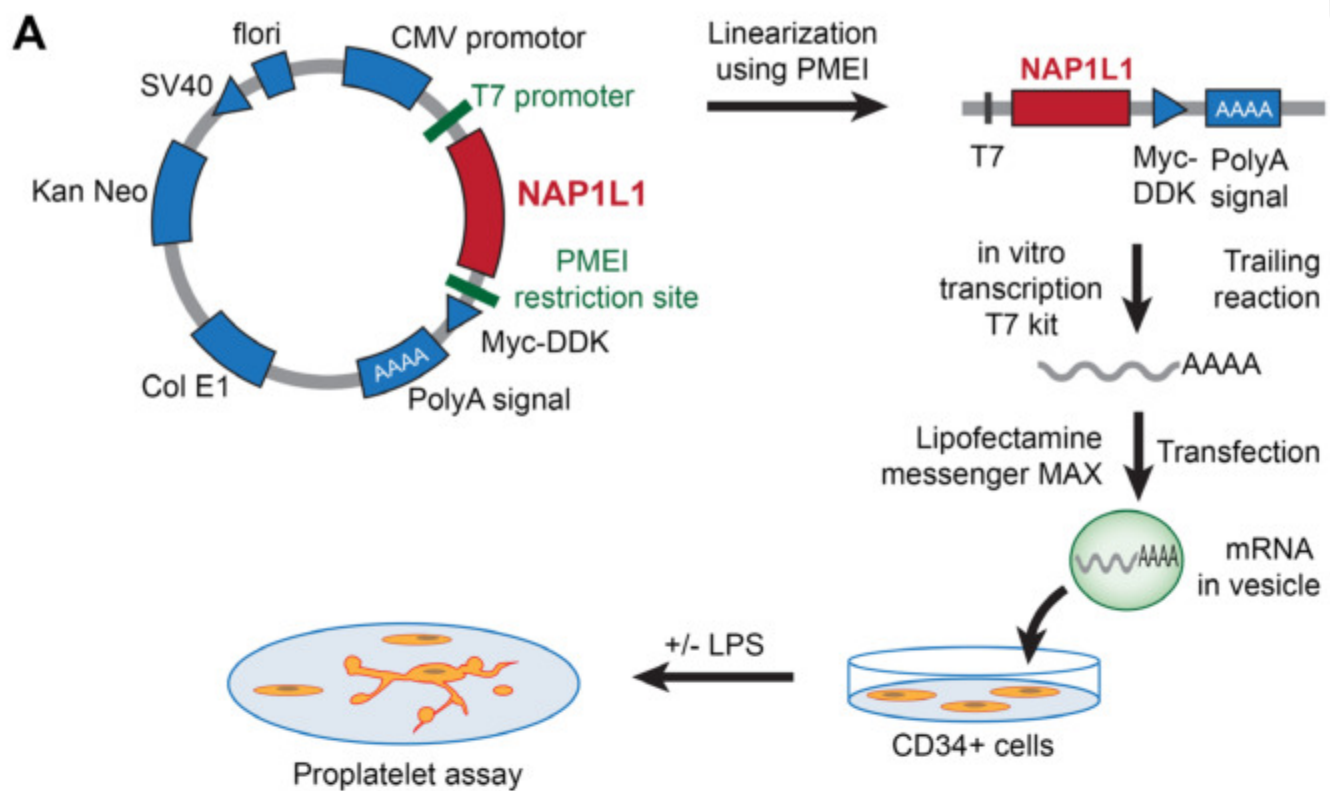 A
flori
CMV promotor
SV40
T7 promoter
Kan Neo
NAP1L1
PMEI
restriction site
Myc-DDK
AAAA
PolyA signal
Col E1
Linearization
using PMEI
NAP1L1
AAAA
T7
Myc-
DDK
PolyA
signal
in vitro
transcription
T7 kit
Trailing
reaction
AAAA
Lipofectamine
messenger MAX
Transfection
AAAA
mRNA
in vesicle
CD34+ cells
+/- LPS
Proplatelet assay